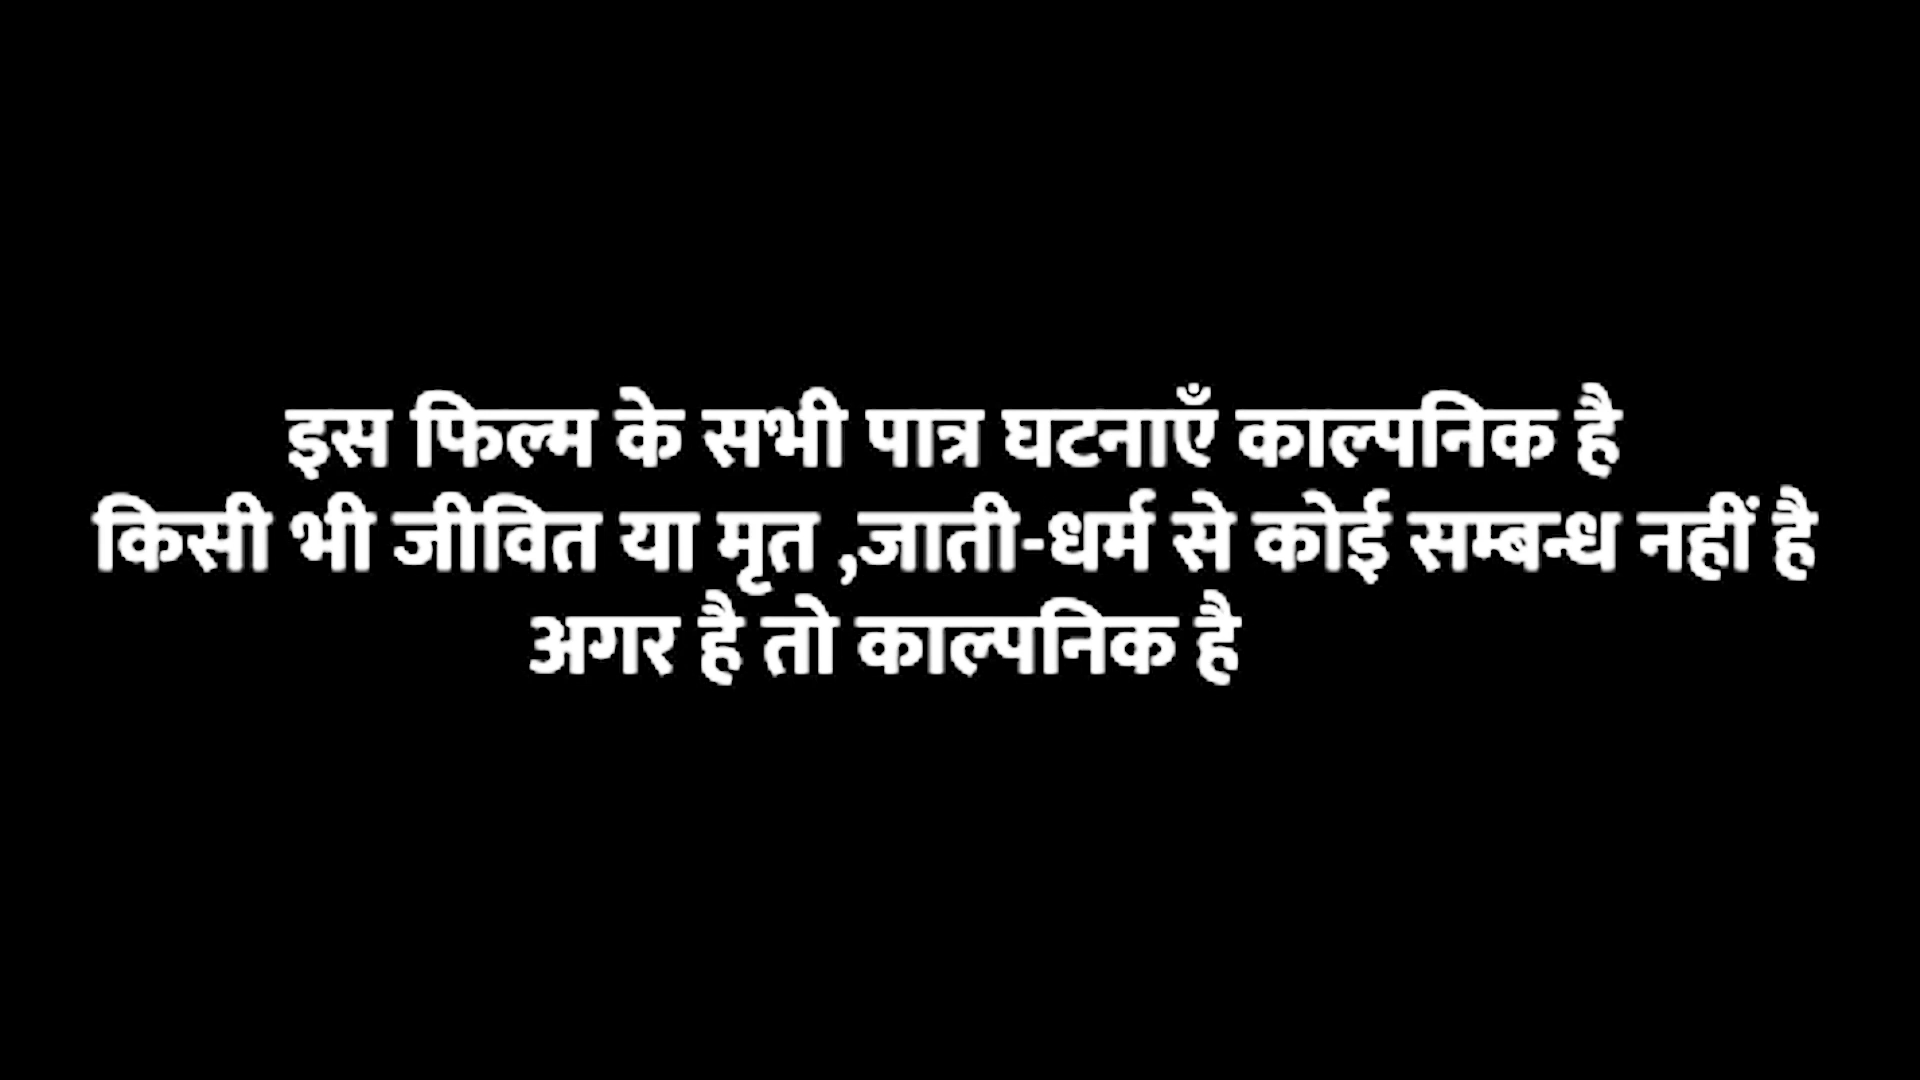 इस फिल्म के सभी पात्र घटनाएँ काल्पनिक है
किसी भी जीवित या मृत ,जाती-धर्म से कोई सम्बन्ध नहीं है
अगर है तो काल्पनिक है